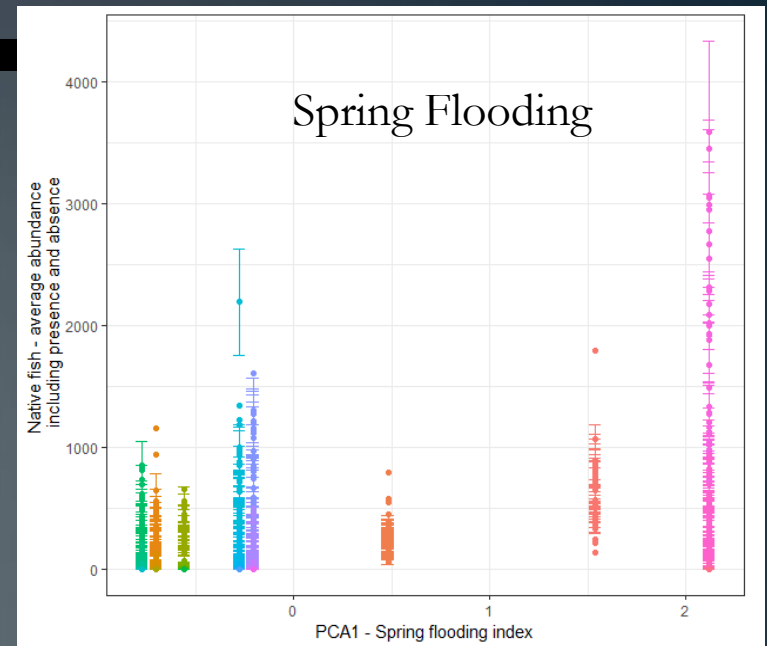 Spring Flooding
Native fish - average abundance
including presence and absence
4000
3000
2000
1000
0
0
1
2
PCA1 - Spring flooding index